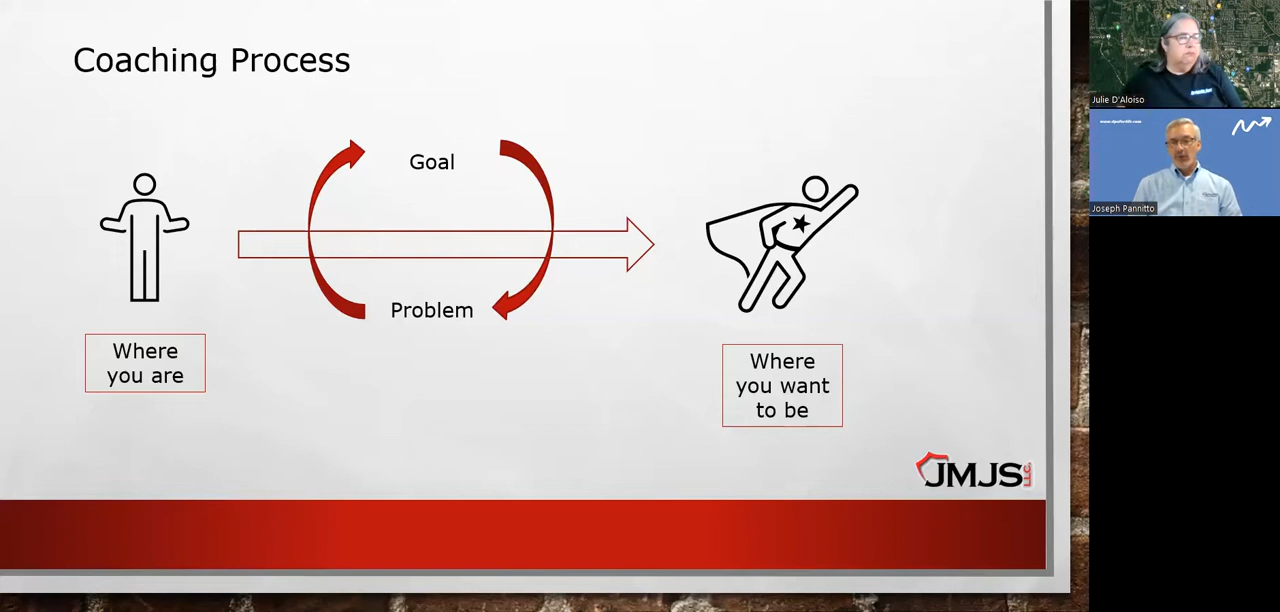 Coaching Process
Goal
Problem
Where
you are
Where
you want
to be
JMJS LLC.
Julie D'Aloiso
Joseph Pannitto